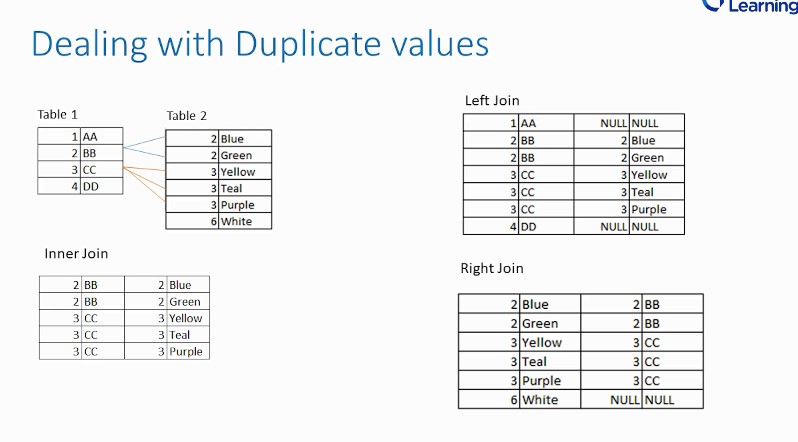 Learning
Dealing with Duplicate values
Table 1
1 AA
2 BB
3 CC
4 DD
Table 2
2 Blue
2 Green
3 Yellow
3 Teal
3 Purple
6 White
Inner Join
2 BB 2 Blue
2 BB 2 Green
3 CC 3 Yellow
3 CC 3 Teal
3 CC 3 Purple
Left Join
1 AA NULL NULL
2 BB 2 Blue
2 BB 2 Green
3 CC 3 Yellow
3 CC 3 Teal
3 CC 3 Purple
4 DD NULL NULL
Right Join
2 Blue 2 BB
2 Green 2 BB
3 Yellow 3 CC
3 Teal 3 CC
3 Purple 3 CC
6 White NULL NULL